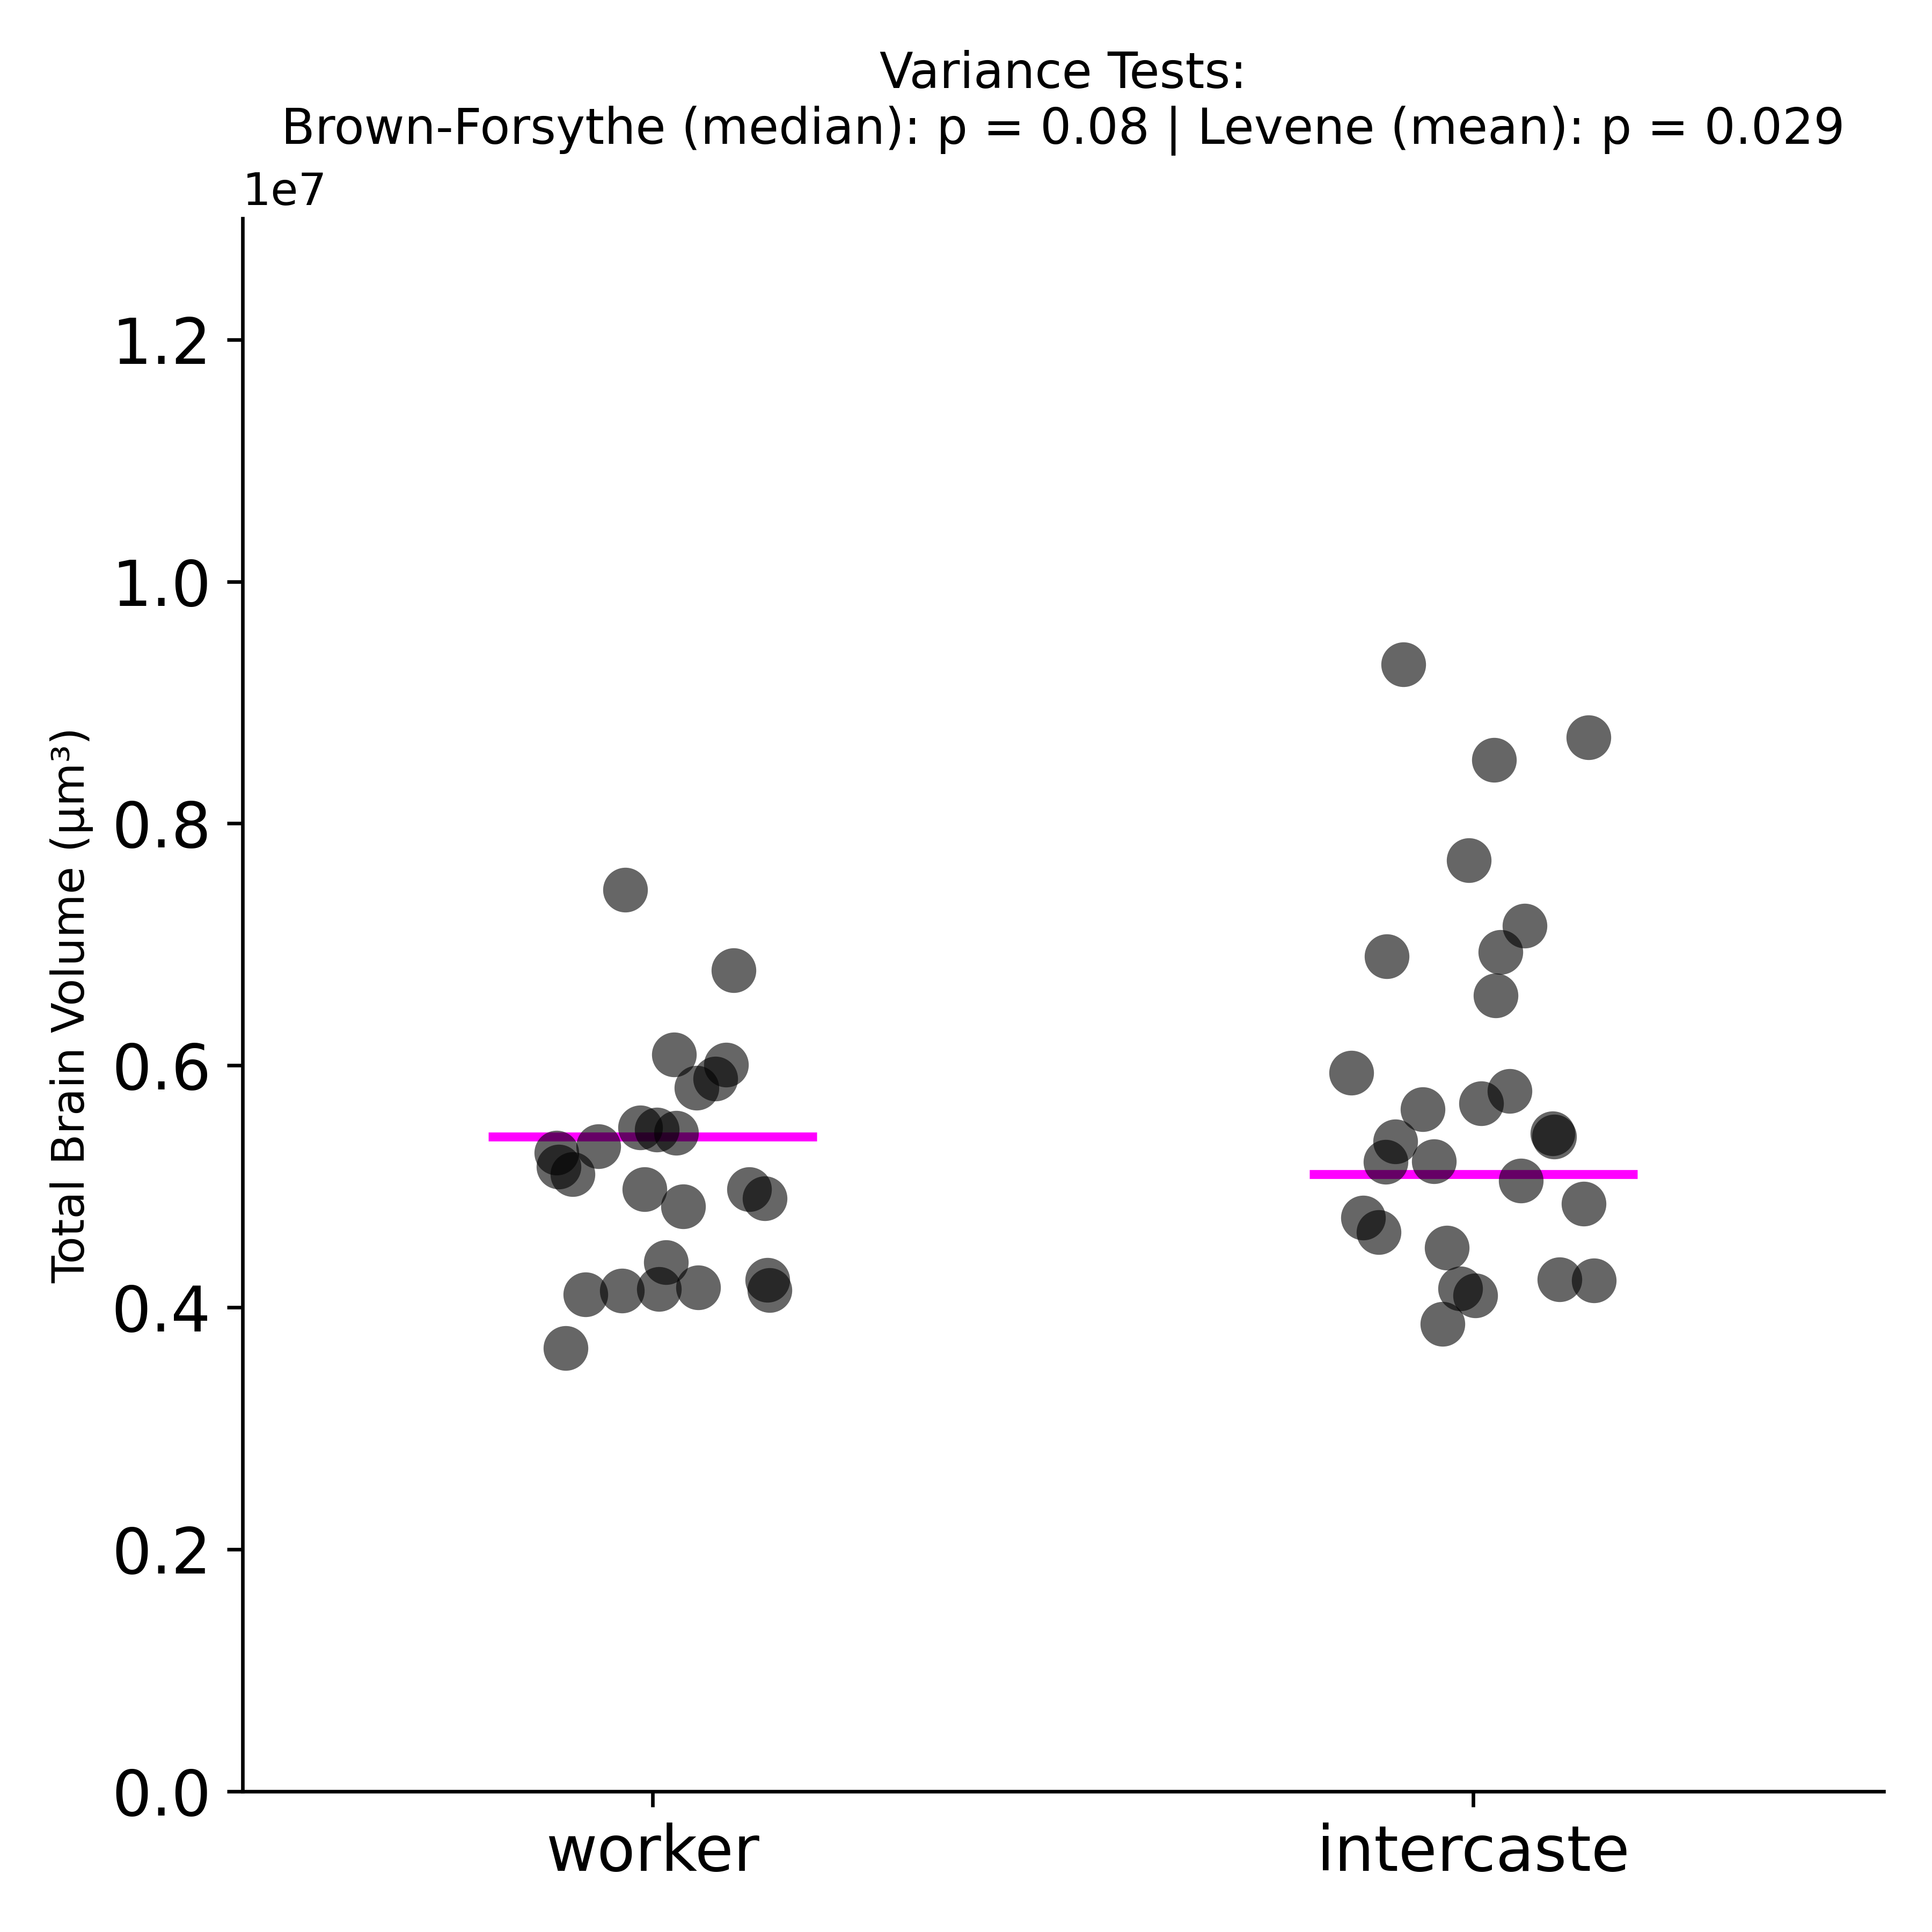 Variance Tests:
Brown-Forsythe (median): p = 0.08 | Levene (mean): p = 0.029
1e7
1.2
1.0
0.8
0.6
0.4
0.2
0.0
Total Brain Volume (µm³)
worker
intercaste